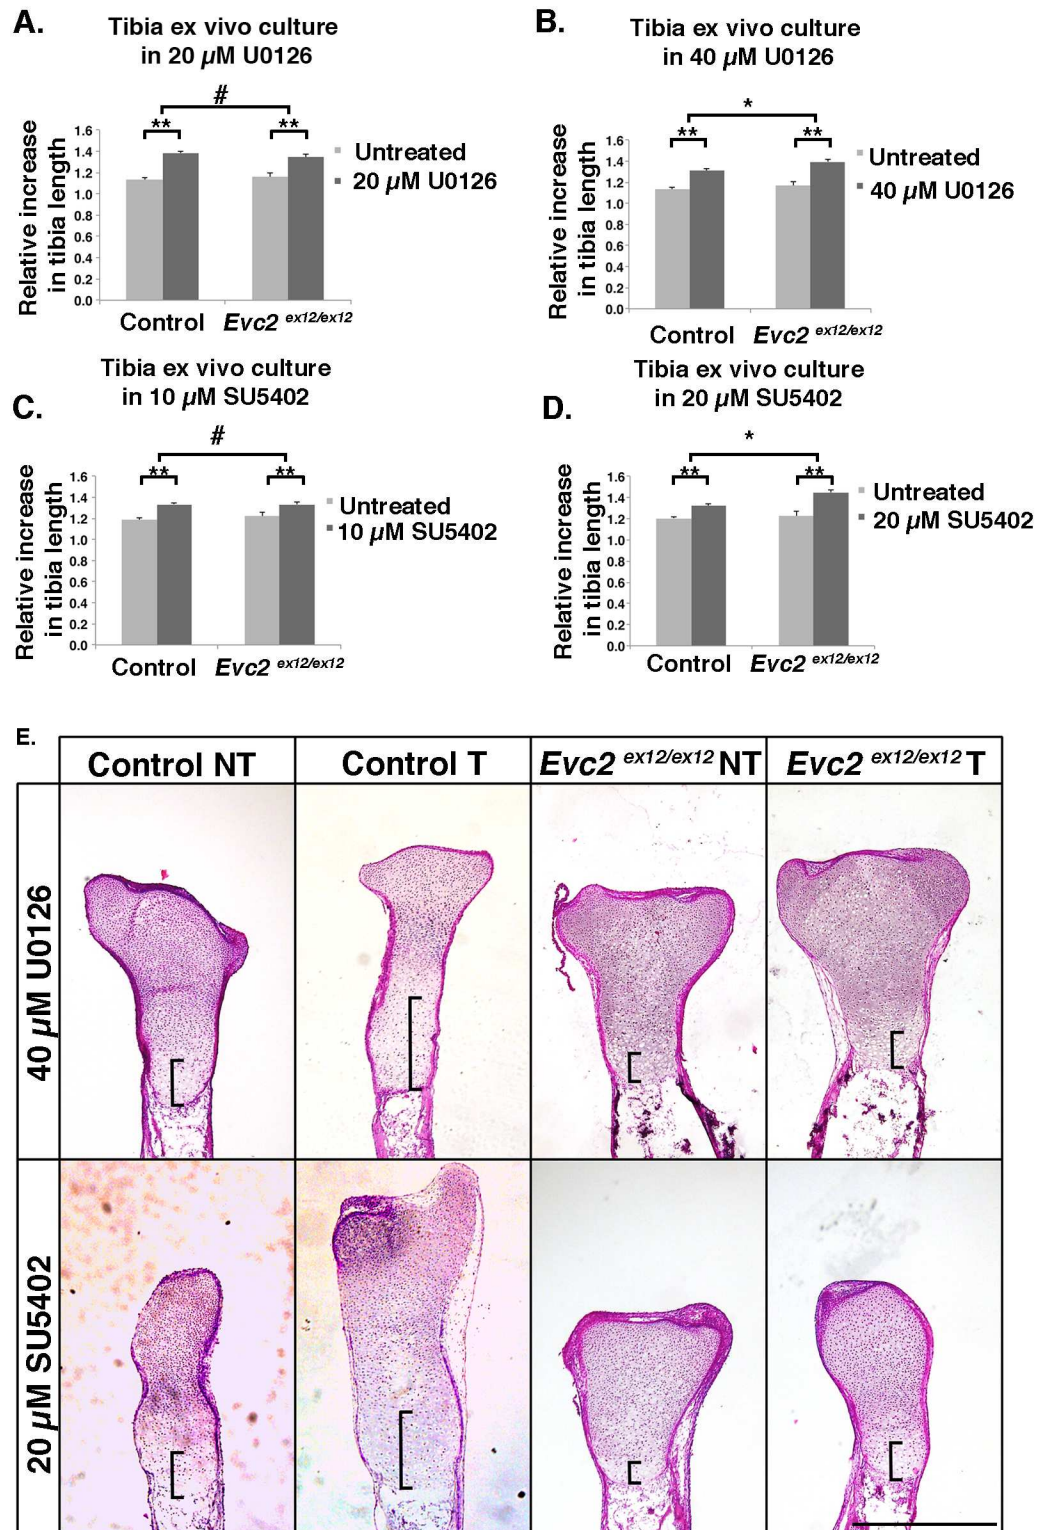 A.
Tibia ex vivo culture
in 20 µM U0126
#
** **
Relative increase
in tibia length
1.6
1.4
1.2
1.0
0.8
0.6
0.4
0.2
0.0
Untreated
20 µM U0126
Control Evc2 ex12/ex12
B.
Tibia ex vivo culture
in 40 µM U0126
*
** **
Relative increase
in tibia length
1.6
1.4
1.2
1.0
0.8
0.6
0.4
0.2
0.0
Untreated
40 µM U0126
Control Evc2 ex12/ex12
C.
Tibia ex vivo culture
in 10 µM SU5402
#
** **
Relative increase
in tibia length
1.6
1.4
1.2
1.0
0.8
0.6
0.4
0.2
0.0
Untreated
10 µM SU5402
Control Evc2 ex12/ex12
D.
Tibia ex vivo culture
in 20 µM SU5402
*
** **
Relative increase
in tibia length
1.6
1.4
1.2
1.0
0.8
0.6
0.4
0.2
0.0
Untreated
20 µM SU5402
Control Evc2 ex12/ex12
E.
Control NT
Control T
Evc2 ex12/ex12 NT
Evc2 ex12/ex12 T
40 µM U0126
20 µM SU5402